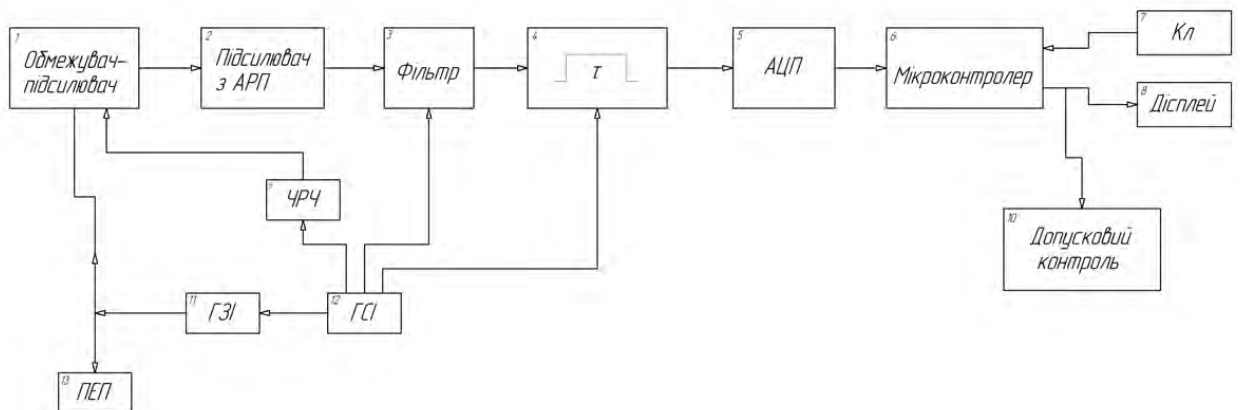 1
Обмежувач-
підсилювач
2
Підсилювач
з АРП
3
Фільтр
4
τ
5
АЦП
6
Мікроконтролер
7
Кл
8
Дісплей
9
ЧРЧ
10
Допусковий
контроль
11
ГЗІ
12
ГСІ
13
ПЕП